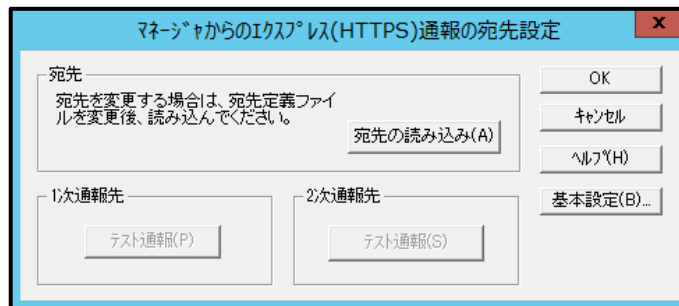 マネージャからのエクスプレス(HTTPS)通報の宛先設定
x
宛先
宛先を変更する場合は、宛先定義ファイ
ルを変更後、読み込んでください。
宛先の読み込み(A)
OK
キャンセル
ヘルプ(H)
基本設定(B)...
1次通報先
テスト通報(P)
2次通報先
テスト通報(S)